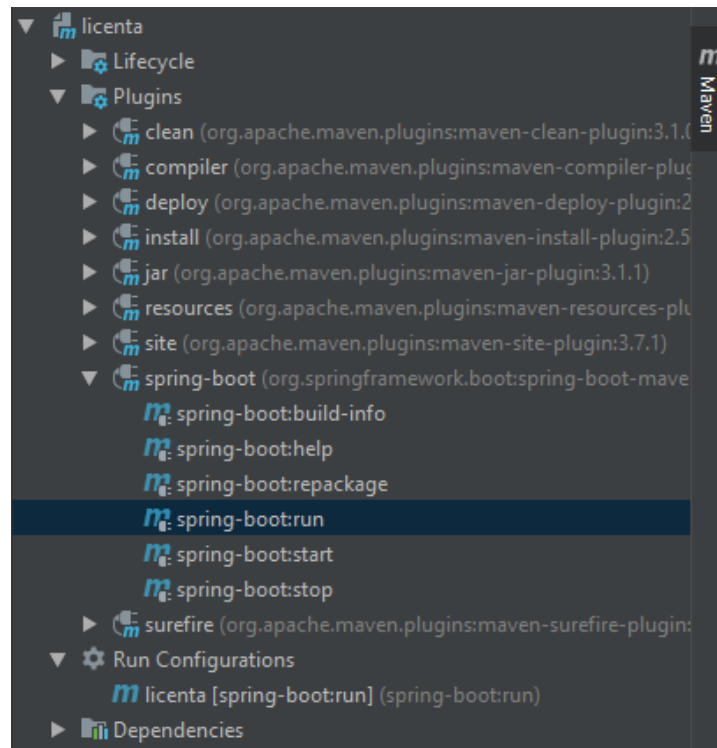 licenta
Lifecycle
Maven
Plugins
clean (org.apache.maven.plugins:maven-clean-plugin:3.1.0
compiler (org.apache.maven.plugins:maven-compiler-plug
deploy (org.apache.maven.plugins:maven-deploy-plugin:2
install (org.apache.maven.plugins:maven-install-plugin:2.5
jar (org.apache.maven.plugins:maven-jar-plugin:3.1.1)
resources (org.apache.maven.plugins:maven-resources-plu
site (org.apache.maven.plugins:maven-site-plugin:3.7.1)
spring-boot (org.springframework.boot:spring-boot-mave
spring-boot:build-info
spring-boot:help
spring-boot:repackage
spring-boot:run
spring-boot:start
spring-boot:stop
surefire (org.apache.maven.plugins:maven-surefire-plugin:
Run Configurations
licenta [spring-boot:run] (spring-boot:run)
Dependencies